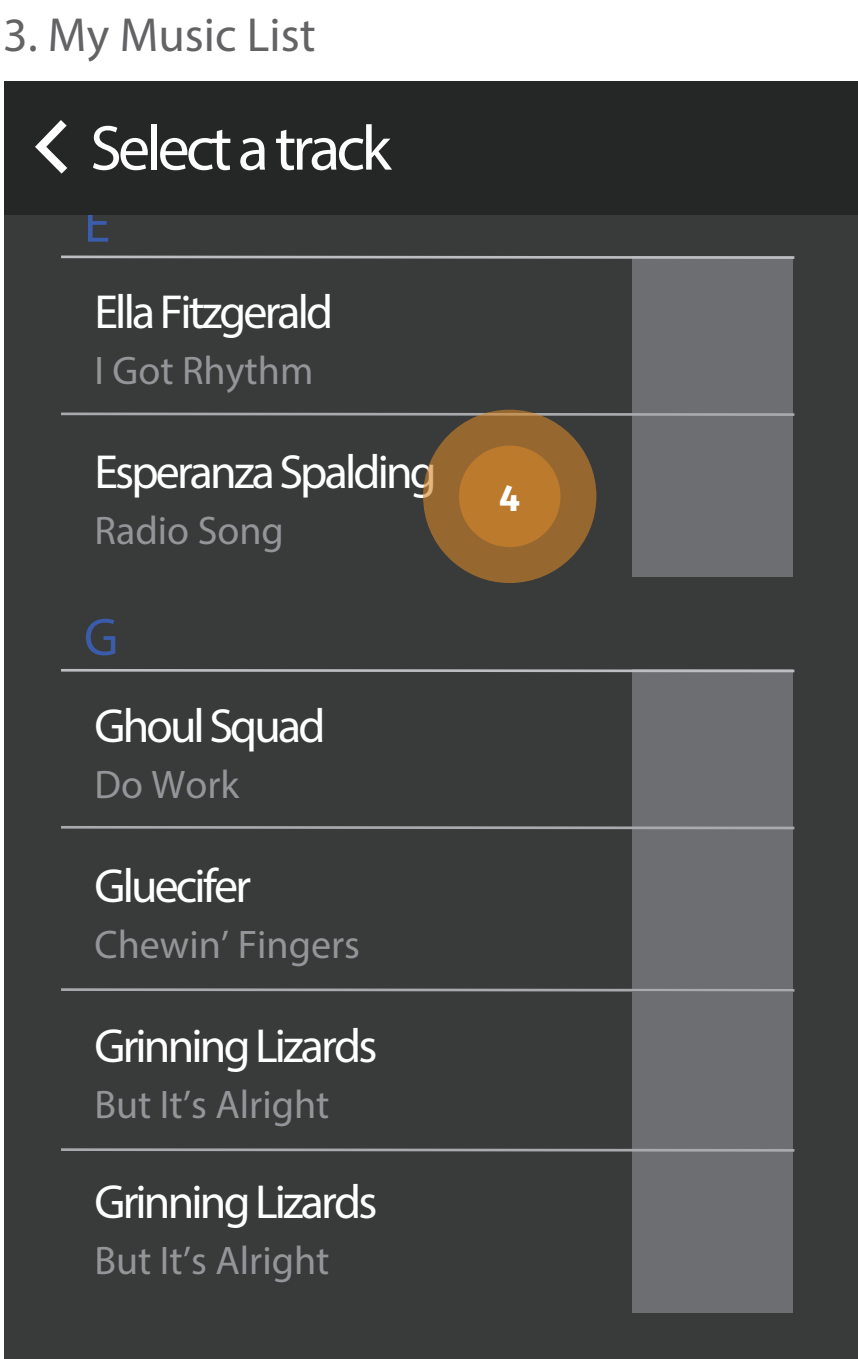 3. My Music List
Select a track
E
Ella Fitzgerald
I Got Rhythm
Esperanza Spalding
4
Radio Song
G
Ghoul Squad
Do Work
Gluecifer
Chewin’ Fingers
Grinning Lizards
But It’s Alright
Grinning Lizards
But It’s Alright